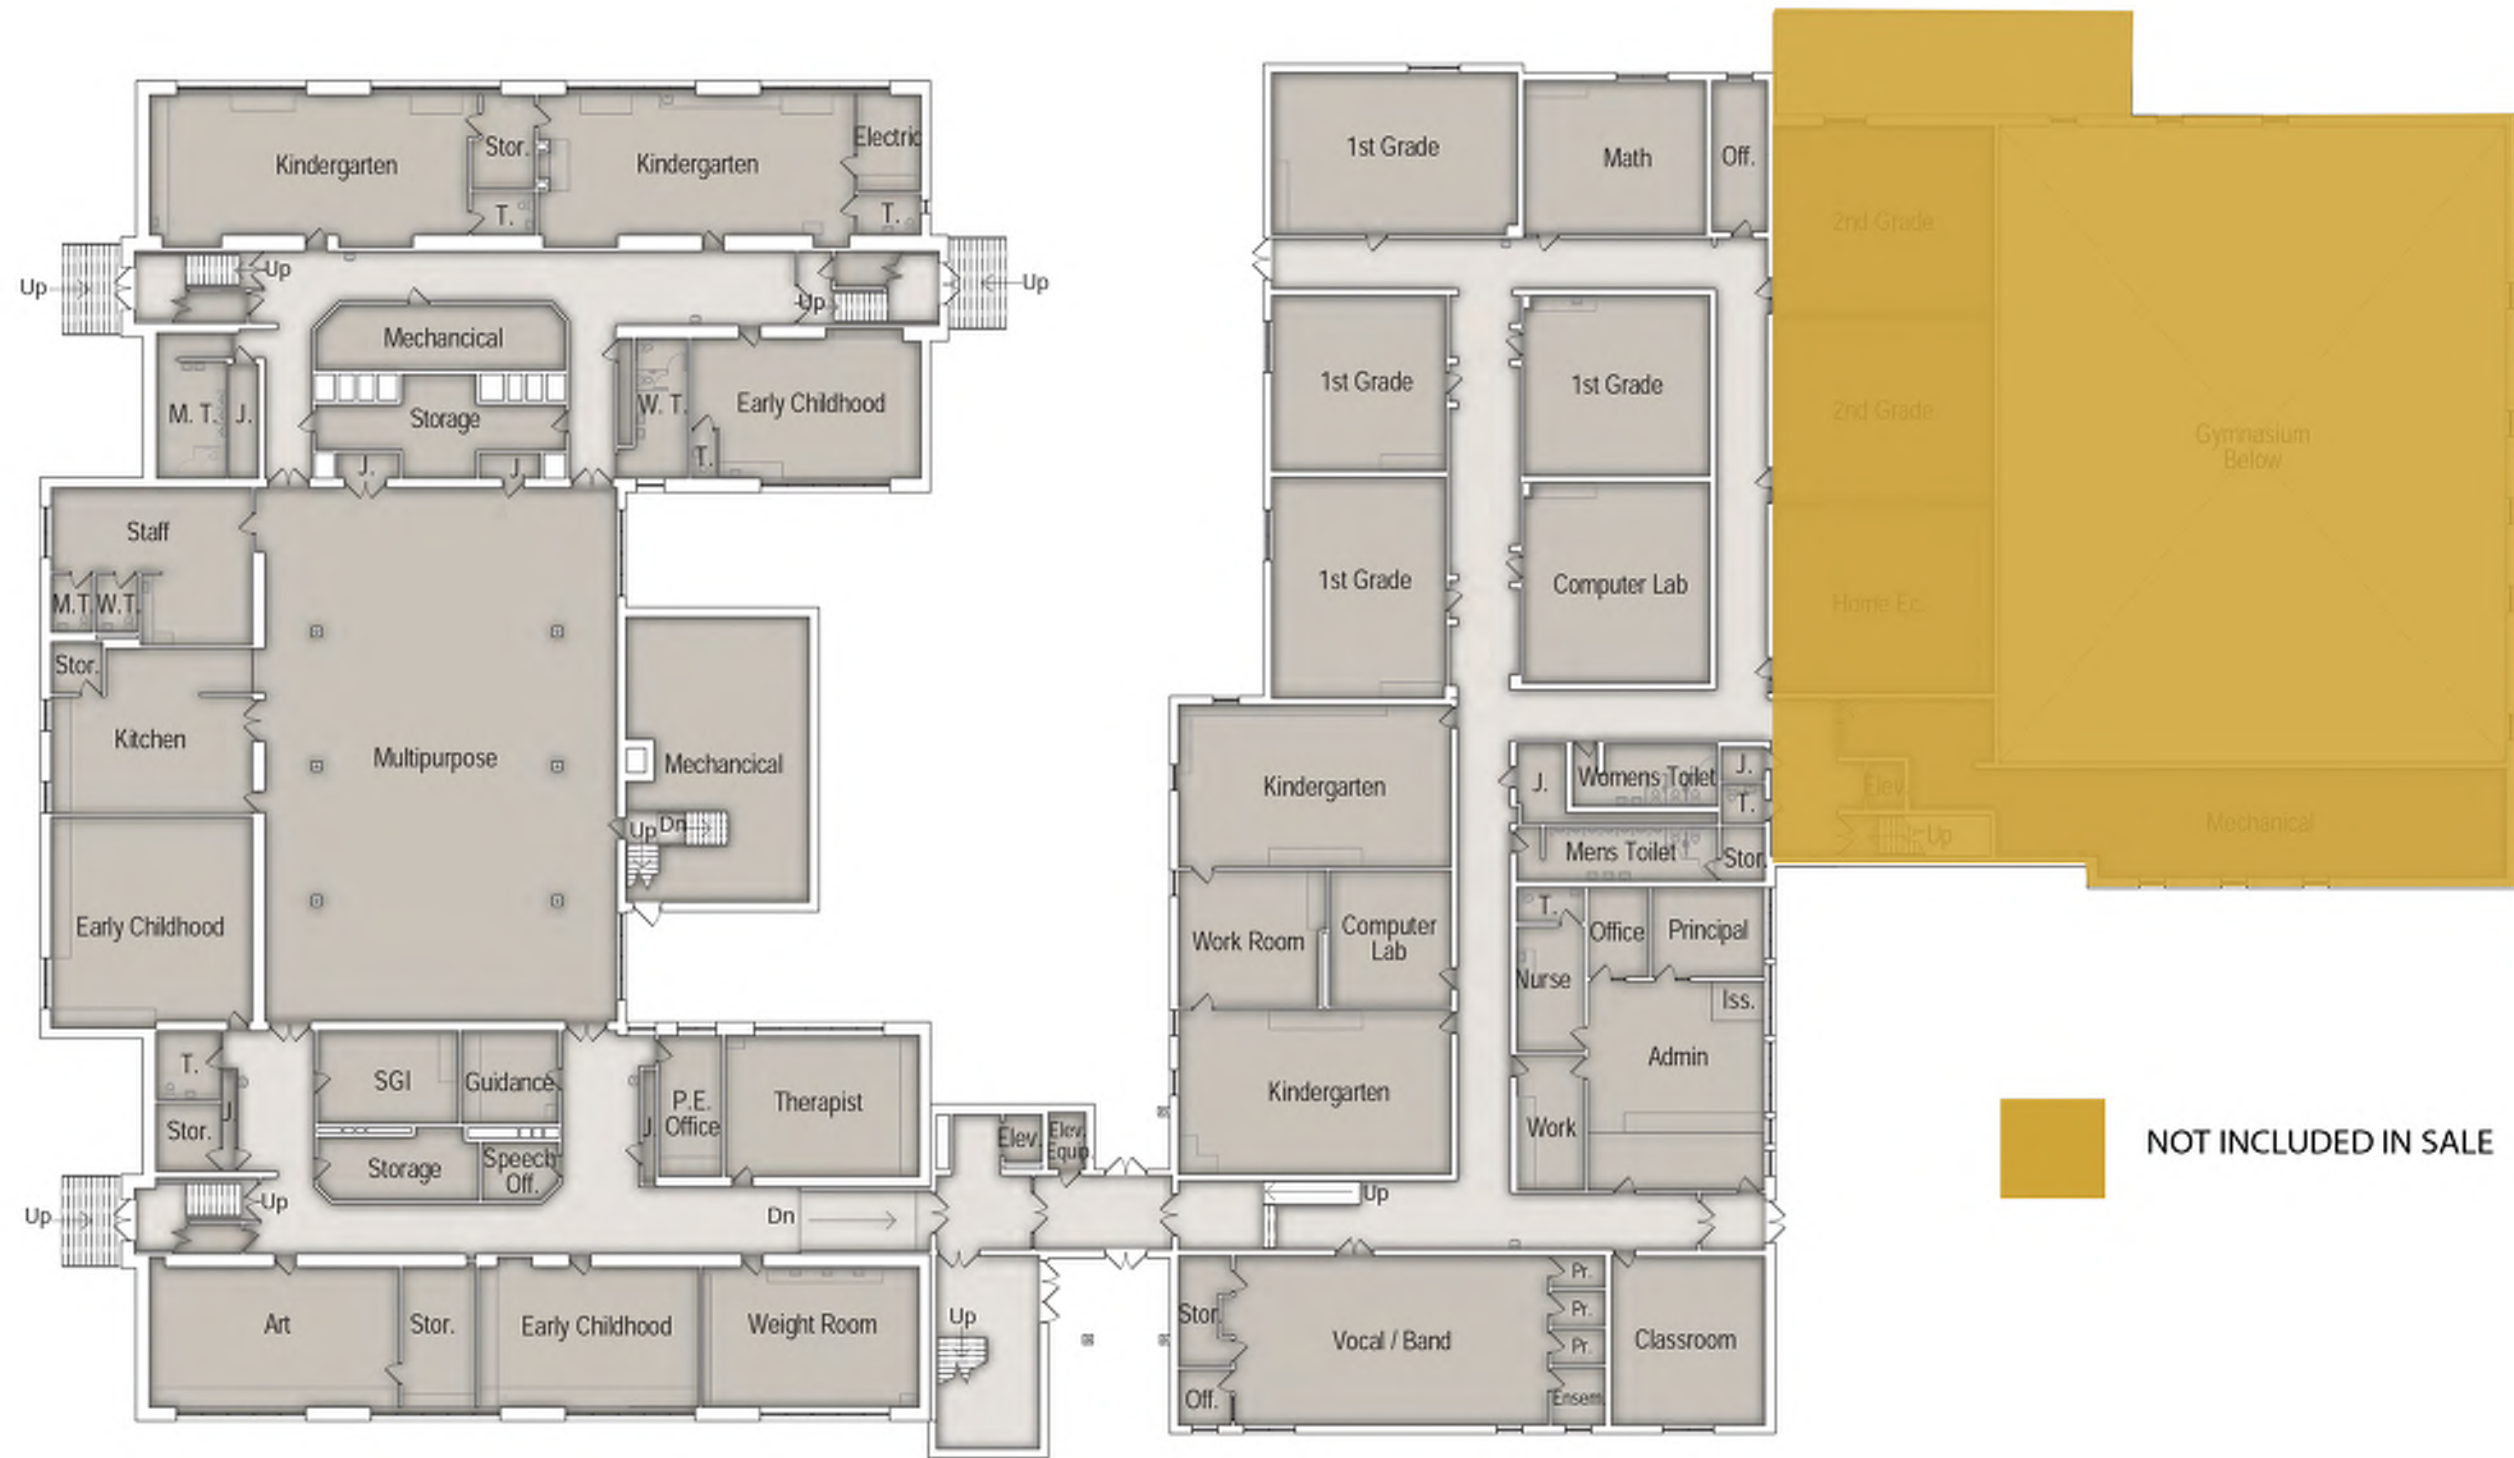 Kindergarten
Stor.
T.
Kindergarten
Electric
T.
Up
Up
Up
Up
Mechancical
M. T.
J.
Storage
J.
J.
W. T.
T.
Early Childhood
Staff
M.T.
W.T.
Stor.
Kitchen
Multipurpose
Mechancical
Up
Dn
Early Childhood
T.
Stor.
J.
SGI
Guidance
Storage
Speech
Off.
J.
P.E.
Office
Therapist
Up
Up
Dn
Elev.
Elev.
Equip.
Art
Stor.
Early Childhood
Weight Room
Up
1st Grade
Math
Off.
1st Grade
1st Grade
1st Grade
Computer Lab
2nd Grade
2nd Grade
Home Ec.
Gymnasium
Below
Elev.
Up
Mechanical
Kindergarten
J.
Womens Toilet
J.
T.
Mens Toilet
Stor.
Work Room
Computer
Lab
T.
Office
Principal
Nurse
Iss.
Admin
Kindergarten
Work
Up
Stor.
Off.
Vocal / Band
Pr.
Pr.
Pr.
Ensem.
Classroom
NOT INCLUDED IN SALE